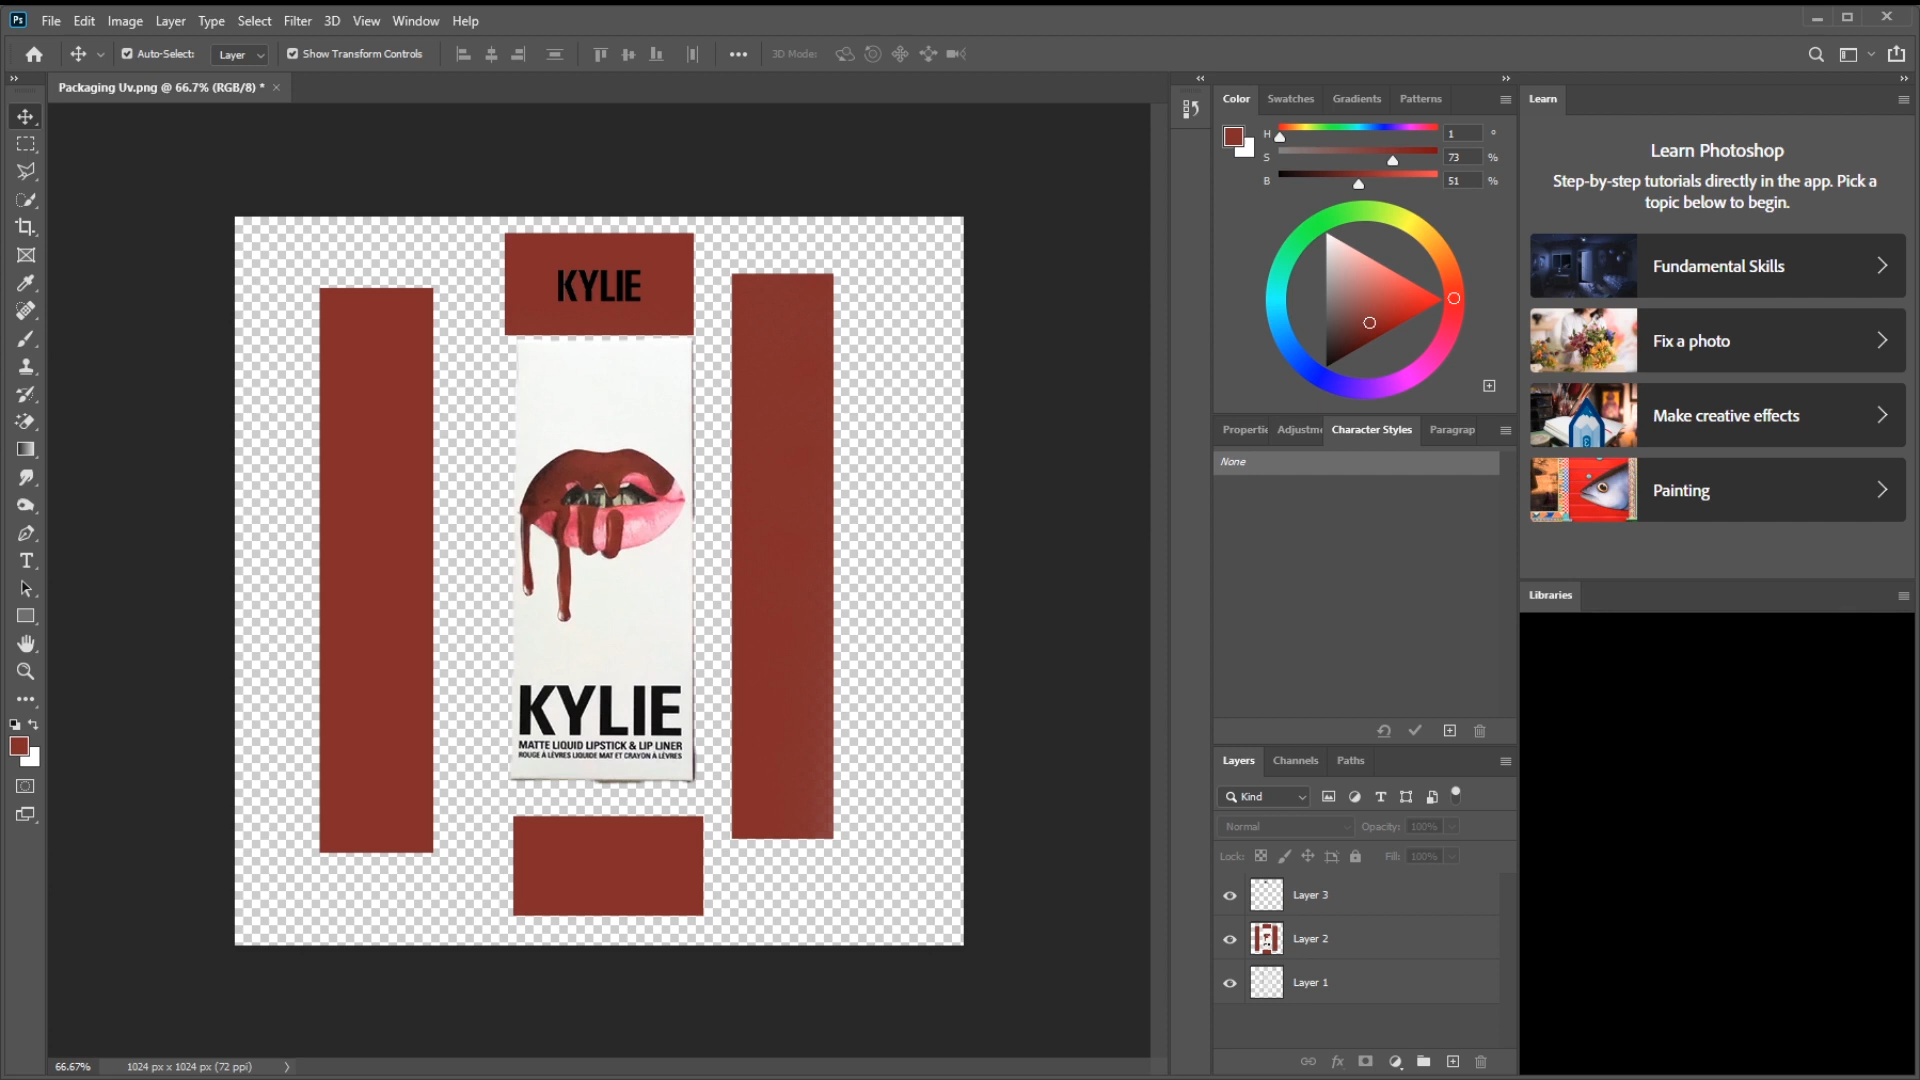 Ps File Edit Image Layer Type Select Filter 3D View Window Help
Auto-Select: Layer Show Transform Controls 3D Mode:
Packaging Uv.png @ 66.7% (RGB/8) *
Color Swatches Gradients Patterns
H 1 °
S 73 %
B 51 %
Learn
Learn Photoshop
Step-by-step tutorials directly in the app. Pick a
topic below to begin.
Fundamental Skills
Fix a photo
Make creative effects
Painting
Libraries
KYLIE
KYLIE
MATTE LIQUID LIPSTICK & LIP LINER
ROUGE À LÈVRES LIQUIDE MAT ET CRAYON À LÈVRES
Properti Adjustm Character Styles Paragrap
None
Layers Channels Paths
Kind
Normal Opacity: 100%
Lock: Fill: 100%
Layer 3
Layer 2
Layer 1
66.67% 1024 px x 1024 px (72 ppi)